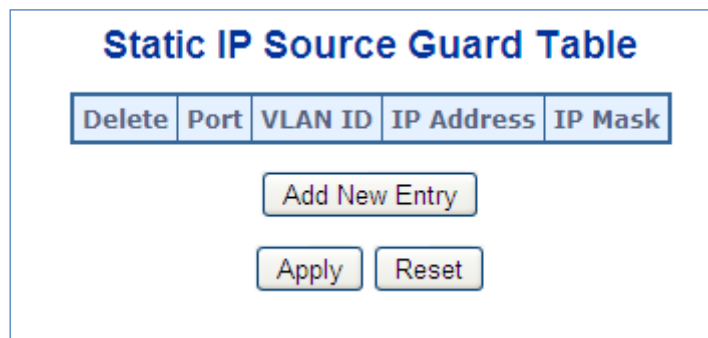 Static IP Source Guard Table
Delete Port VLAN ID IP Address IP Mask
Add New Entry
Apply Reset